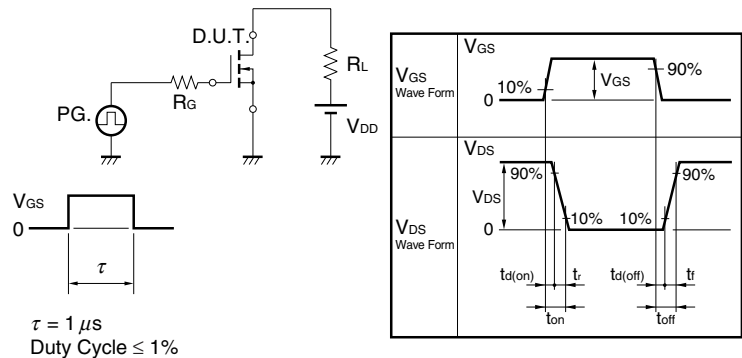 D.U.T.
RG
PG.
RL
VDD
VGS
0
τ
τ = 1 μs
Duty Cycle ≤ 1%
VGS
Wave Form
VGS
10%
VGS
90%
0
VDS
Wave Form
VDS
90%
VDS
10%
10%
90%
0
td(on)
tr
td(off)
tf
ton
toff